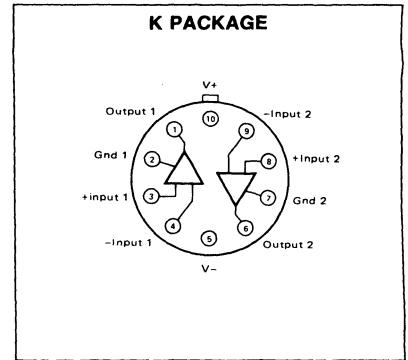 K PACKAGE
V+
Output 1
-Input 2
10
1
9
Gnd 1
2
8
+Input 2
+input 1
3
7
Gnd 2
4
6
-Input 1
5
Output 2
V-